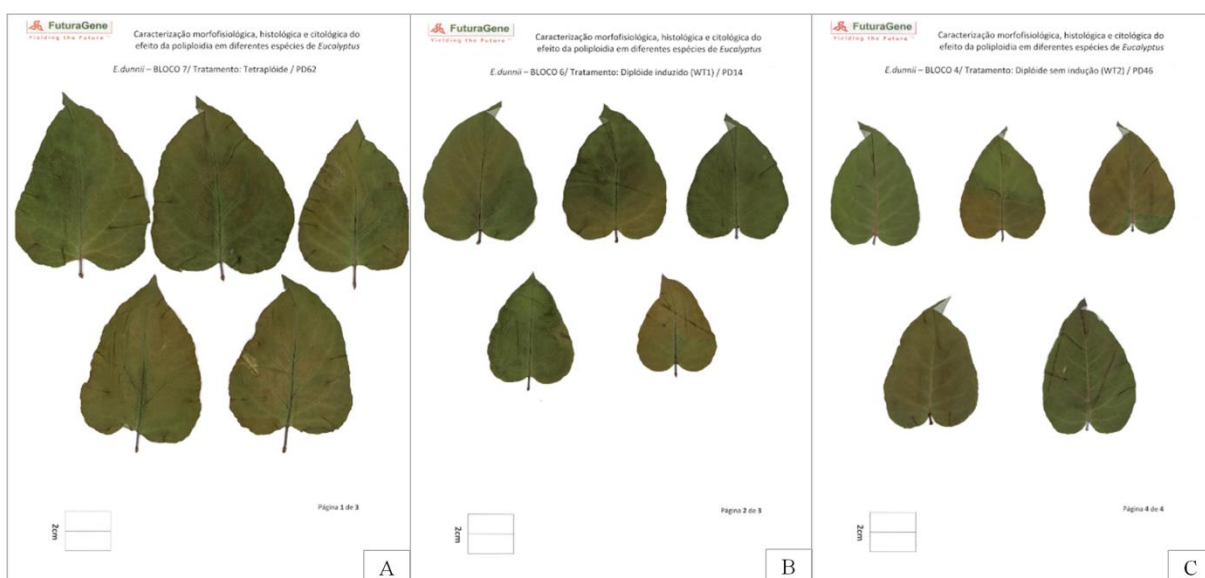 FuturaGene
Yielding the Future™
Caracterização morfofisiológica, histológica e citológica do
efeito da poliploidia em diferentes espécies de Eucalyptus
E.dunnii – BLOCO 7/ Tratamento: Tetraplóide / PD62
2cm
Página 1 de 3
A
FuturaGene
Yielding the Future™
Caracterização morfofisiológica, histológica e citológica do
efeito da poliploidia em diferentes espécies de Eucalyptus
E.dunnii – BLOCO 6/ Tratamento: Diplóide induzido (WT1) / PD14
2cm
Página 2 de 3
B
FuturaGene
Yielding the Future™
Caracterização morfofisiológica, histológica e citológica do
efeito da poliploidia em diferentes espécies de Eucalyptus
E.dunnii – BLOCO 4/ Tratamento: Diplóide sem indução (WT2) / PD46
2cm
Página 4 de 4
C